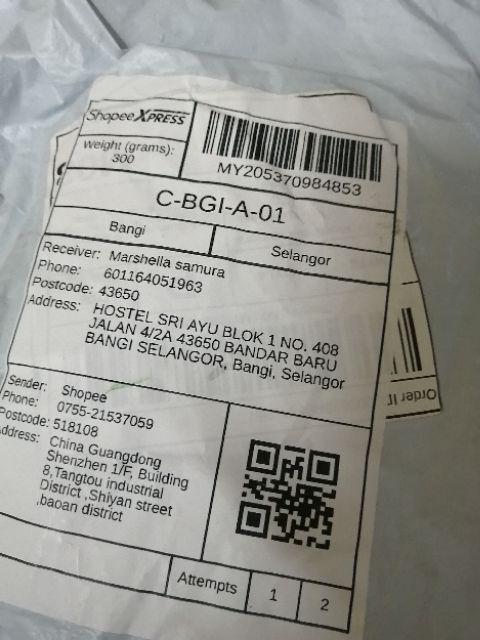 Shopee XPRESS
Weight (grams):
300
MY205370984853
C-BGI-A-01
Bangi
Selangor
Receiver: Marshella samura
Phone: 601164051963
Postcode: 43650
Address: HOSTEL SRI AYU BLOK 1 NO. 408
JALAN 4/2A 43650 BANDAR BARU
BANGI SELANGOR, Bangi, Selangor
Sender: Shopee
Phone: 0755-21537059
Postcode: 518108
Address: China Guangdong
Shenzhen 1/F, Building
8,Tangtou industrial
District ,Shiyan street
,baoan district
Attempts
1
2
Order